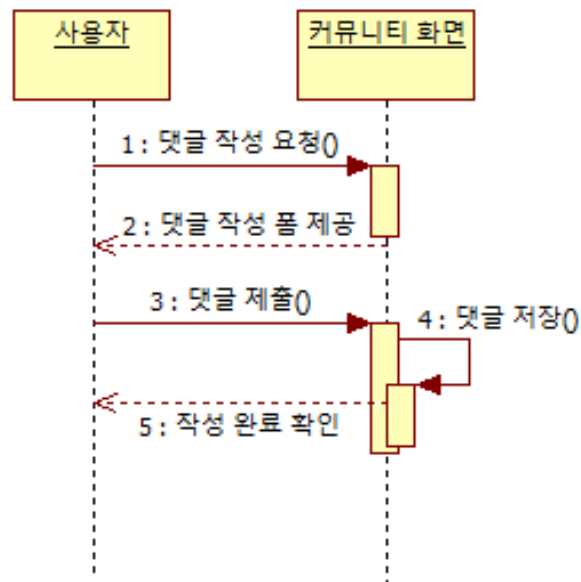 사용자
커뮤니티 화면
1 : 댓글 작성 요청()
2 : 댓글 작성 폼 제공
3 : 댓글 제출()
4 : 댓글 저장()
5 : 작성 완료 확인